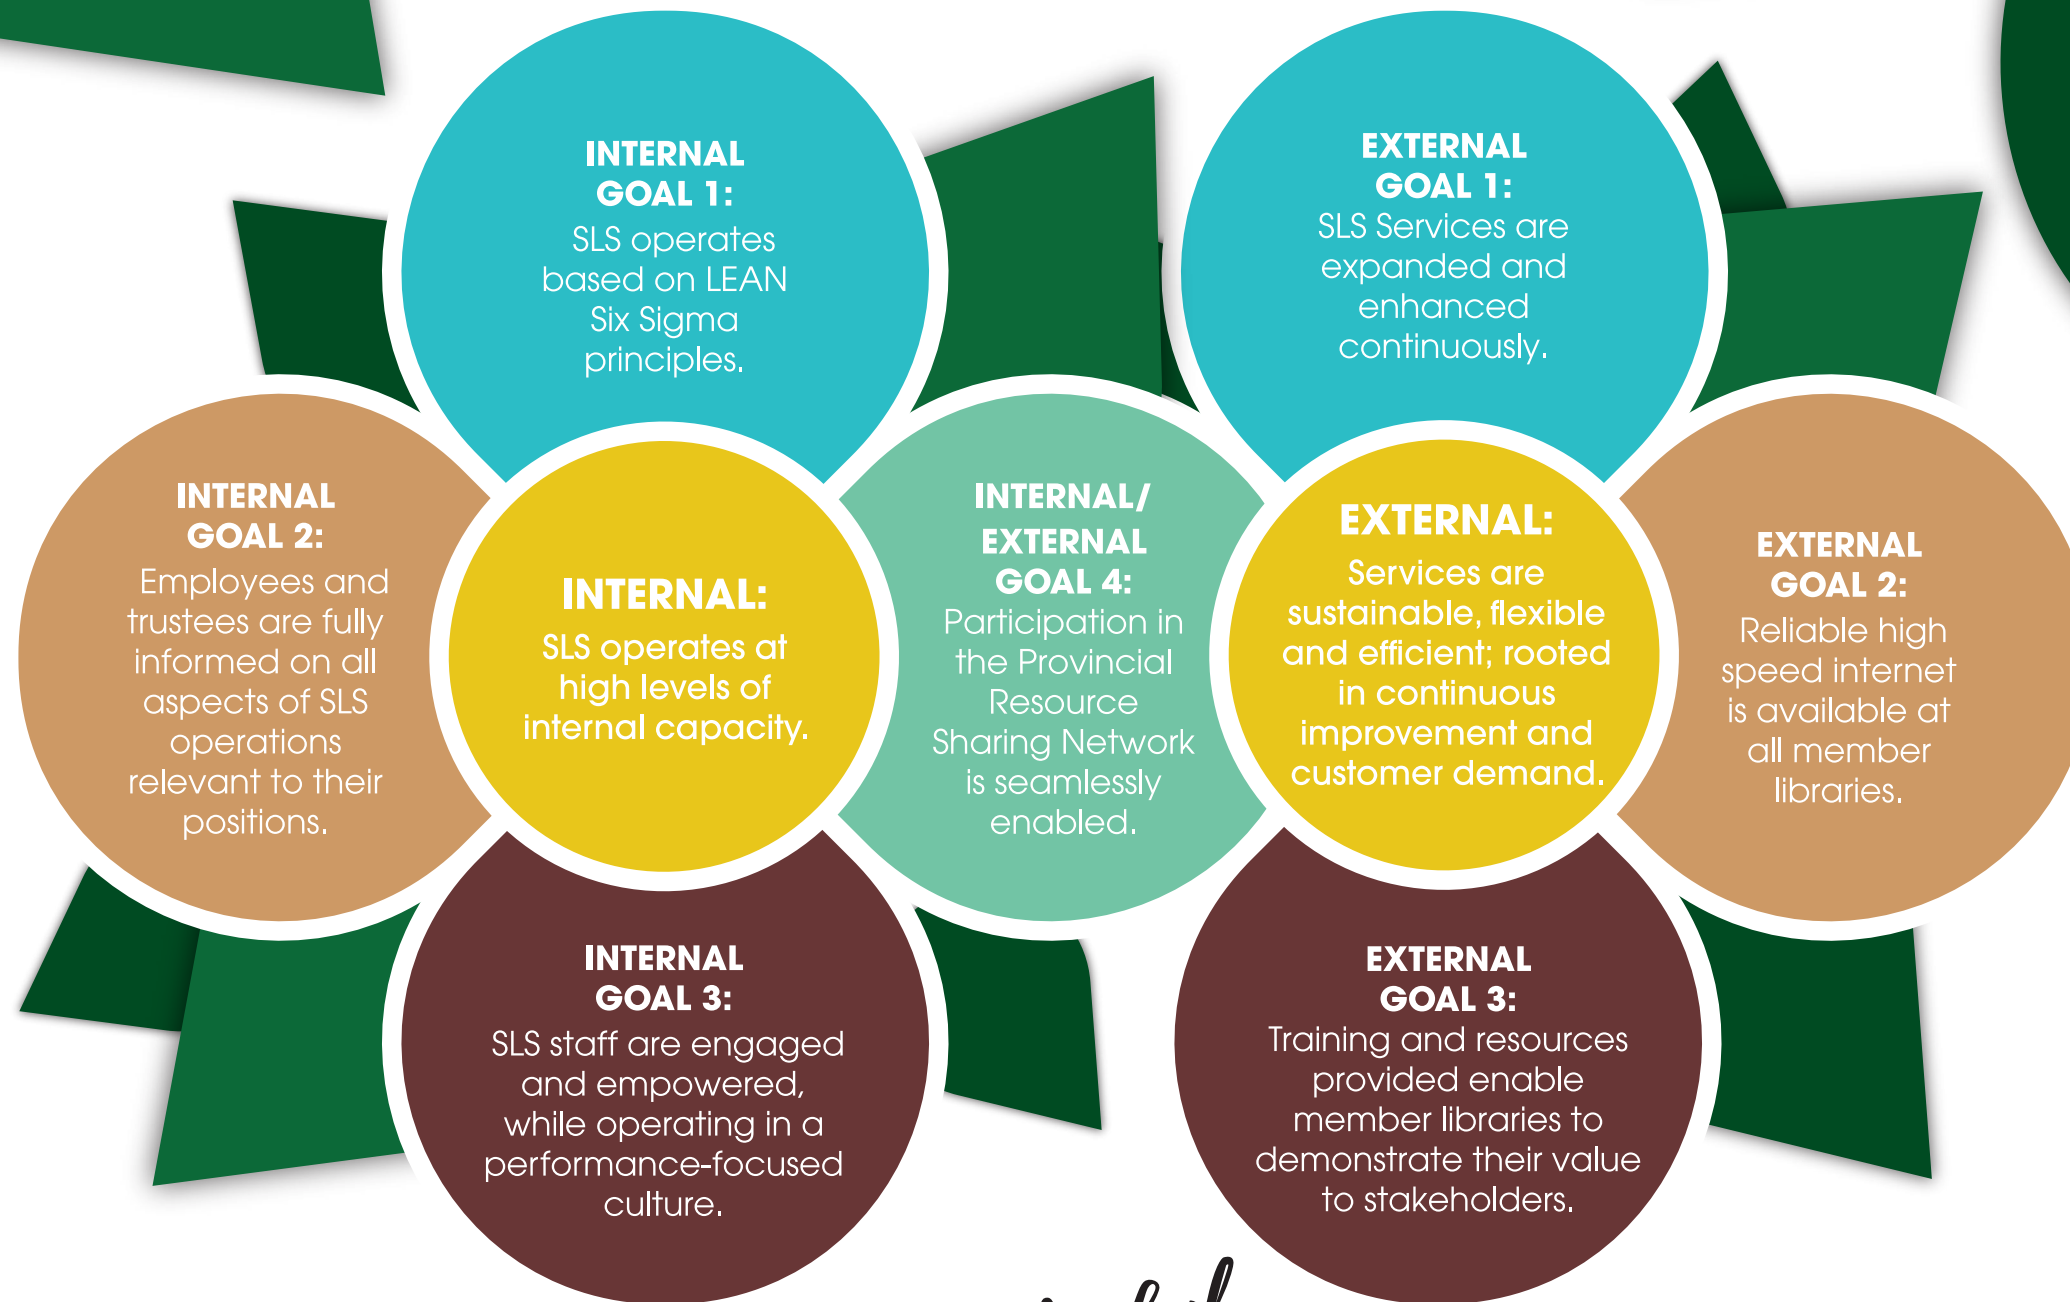 INTERNAL
GOAL 1:
SLS operates
based on LEAN
Six Sigma
principles.
EXTERNAL
GOAL 1:
SLS Services are
expanded and
enhanced
continuously.
INTERNAL
GOAL 2:
Employees and
trustees are fully
informed on all
aspects of SLS
operations
relevant to their
positions.
INTERNAL:
SLS operates at
high levels of
internal capacity.
INTERNAL/
EXTERNAL
GOAL 4:
Participation in
the Provincial
Resource
Sharing Network
is seamlessly
enabled.
EXTERNAL:
Services are
sustainable, flexible
and efficient; rooted
in continuous
improvement and
customer demand.
EXTERNAL
GOAL 2:
Reliable high
speed internet
is available at
all member
libraries.
INTERNAL
GOAL 3:
SLS staff are engaged
and empowered,
while operating in a
performance-focused
culture.
EXTERNAL
GOAL 3:
Training and resources
provided enable
member libraries to
demonstrate their value
to stakeholders.